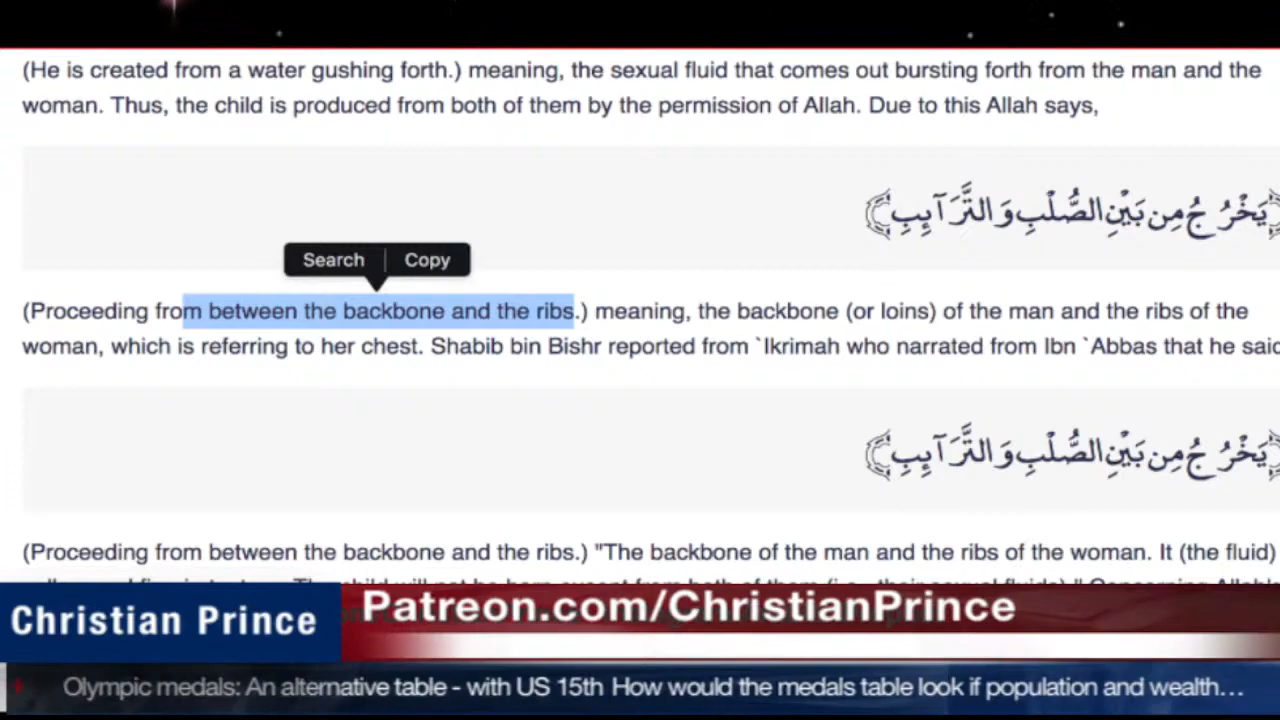 (He is created from a water gushing forth.) meaning, the sexual fluid that comes out bursting forth from the man and the
woman. Thus, the child is produced from both of them by the permission of Allah. Due to this Allah says,
﴿يَخْرُجُ مِن بَيْنِ الصُّلْبِ وَالتَّرَآئِبِ﴾
Search Copy
(Proceeding from between the backbone and the ribs.) meaning, the backbone (or loins) of the man and the ribs of the
woman, which is referring to her chest. Shabib bin Bishr reported from `Ikrimah who narrated from Ibn `Abbas that he said
﴿يَخْرُجُ مِن بَيْنِ الصُّلْبِ وَالتَّرَآئِبِ﴾
(Proceeding from between the backbone and the ribs.) "The backbone of the man and the ribs of the woman. It (the fluid)
Christian Prince
Patreon.com/ChristianPrince
Olympic medals: An alternative table - with US 15th How would the medals table look if population and wealth…